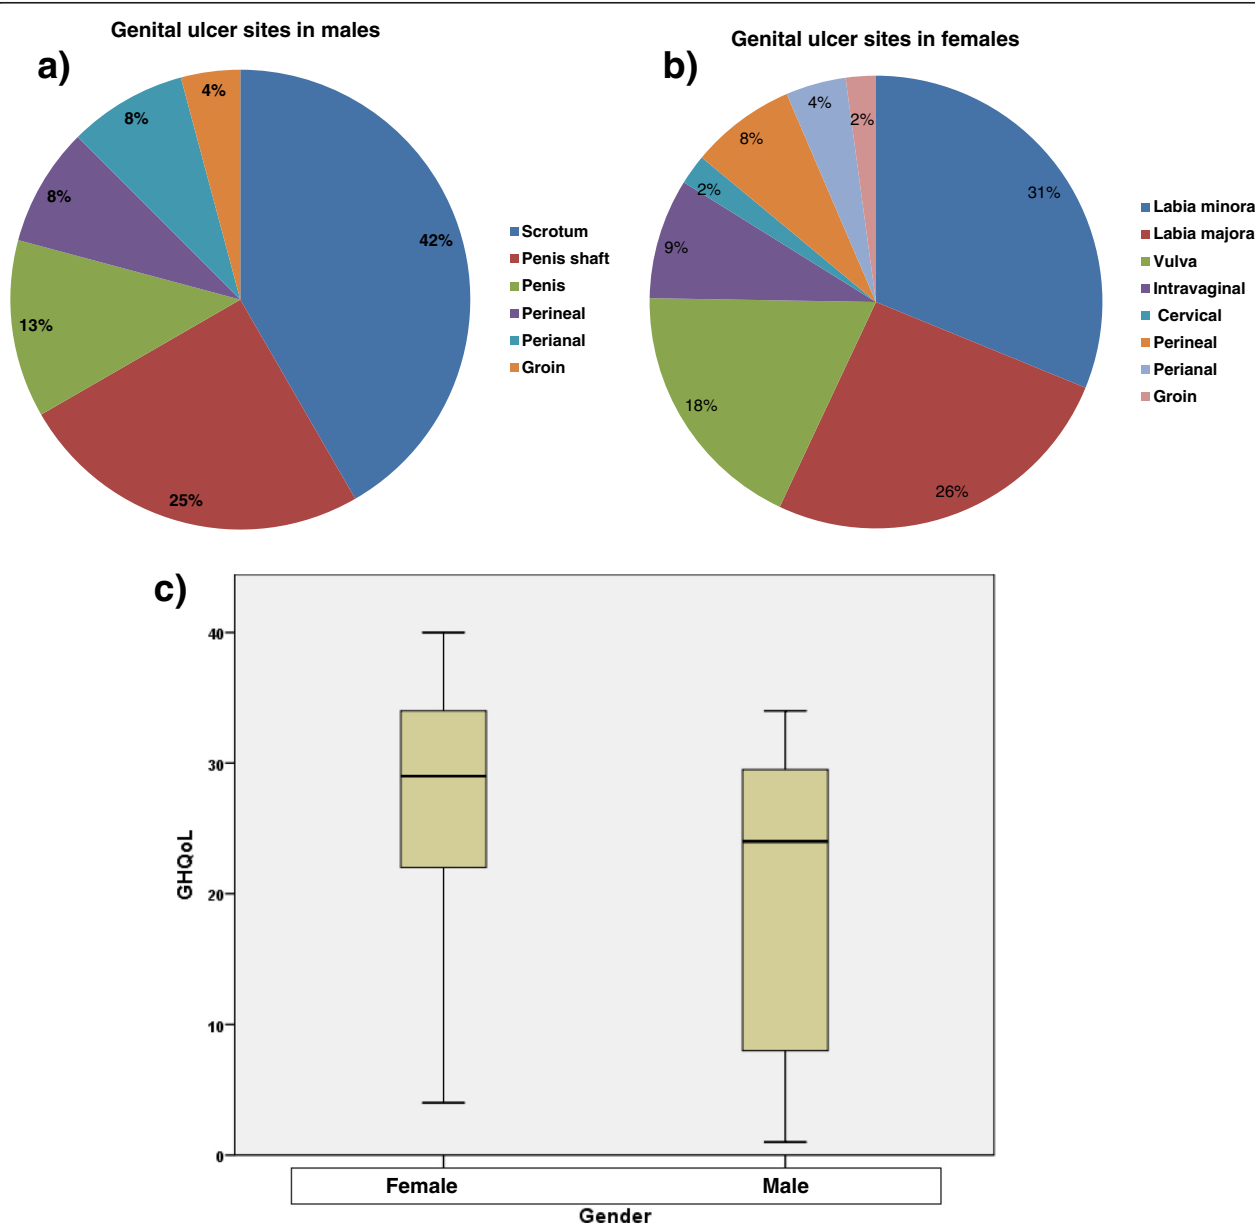 Genital ulcer sites in males
a)
4%
8%
8%
42%
13%
25%
Scrotum
Penis shaft
Penis
Perineal
Perianal
Groin
Genital ulcer sites in females
b)
4%
2%
8%
2%
31%
9%
18%
26%
Labia minora
Labia majora
Vulva
Intravaginal
Cervical
Perineal
Perianal
Groin
c)
40
30
20
10
0
GHQoL
Female
Male
Gender